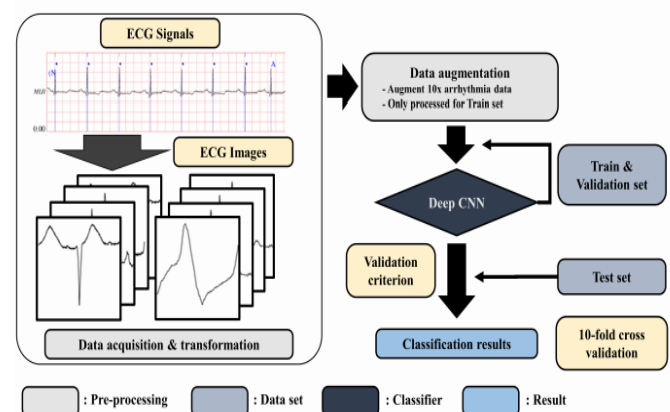 ECG Signals
(N
A
0.00
ECG Images
Data acquisition & transformation
Data augmentation
- Augment 10x arrhythmia data
- Only processed for Train set
Deep CNN
Train &
Validation set
Validation
criterion
Test set
Classification results
10-fold cross
validation
: Pre-processing
: Data set
: Classifier
: Result